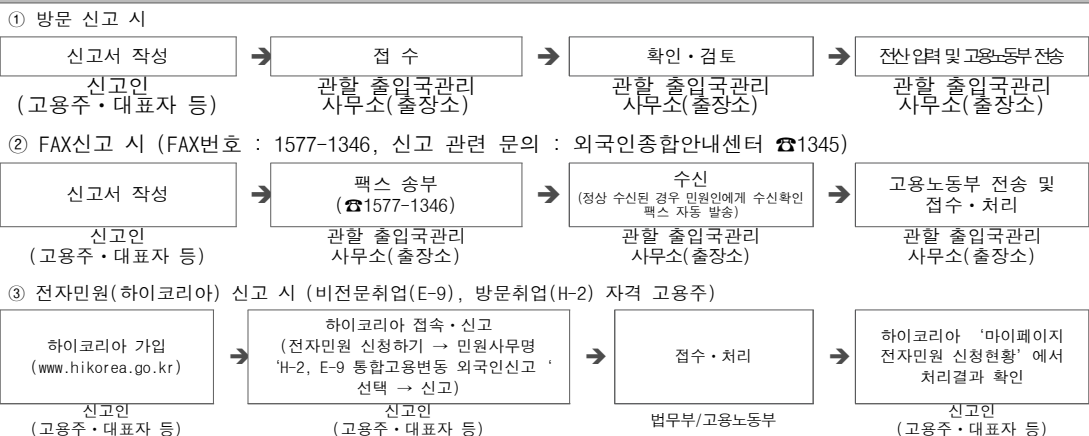 ① 방문 신고 시
신고서 작성 ➔ 접 수 ➔ 확인・검토 ➔ 전산 입력 및 고용노동부 전송
신고인 관할 출입국관리 관할 출입국관리 관할 출입국관리
(고용주・대표자 등) 사무소(출장소) 사무소(출장소) 사무소(출장소)
② FAX신고 시 (FAX번호 : 1577-1346, 신고 관련 문의 : 외국인종합안내센터 ☎1345)
신고서 작성 ➔
팩스 송부
(☎1577-1346) ➔
수신
(정상 수신된 경우 민원인에게 수신확인
팩스 자동 발송) ➔
고용노동부 전송 및
접수・처리
신고인 관할 출입국관리 관할 출입국관리 관할 출입국관리
(고용주・대표자 등) 사무소(출장소) 사무소(출장소) 사무소(출장소)
③ 전자민원(하이코리아) 신고 시 (비전문취업(E-9), 방문취업(H-2) 자격 고용주)
하이코리아 가입
(www.hikorea.go.kr) ➔
하이코리아 접속・신고
(전자민원 신청하기 → 민원사무명
‘H-2, E-9 통합고용변동 외국인신고 ‘
선택 → 신고) ➔
접수・처리 ➔
하이코리아 ‘마이페이지
전자민원 신청현황’에서
처리결과 확인
신고인 신고인 법무부/고용노동부 신고인
(고용주・대표자 등) (고용주・대표자 등) (고용주・대표자 등)